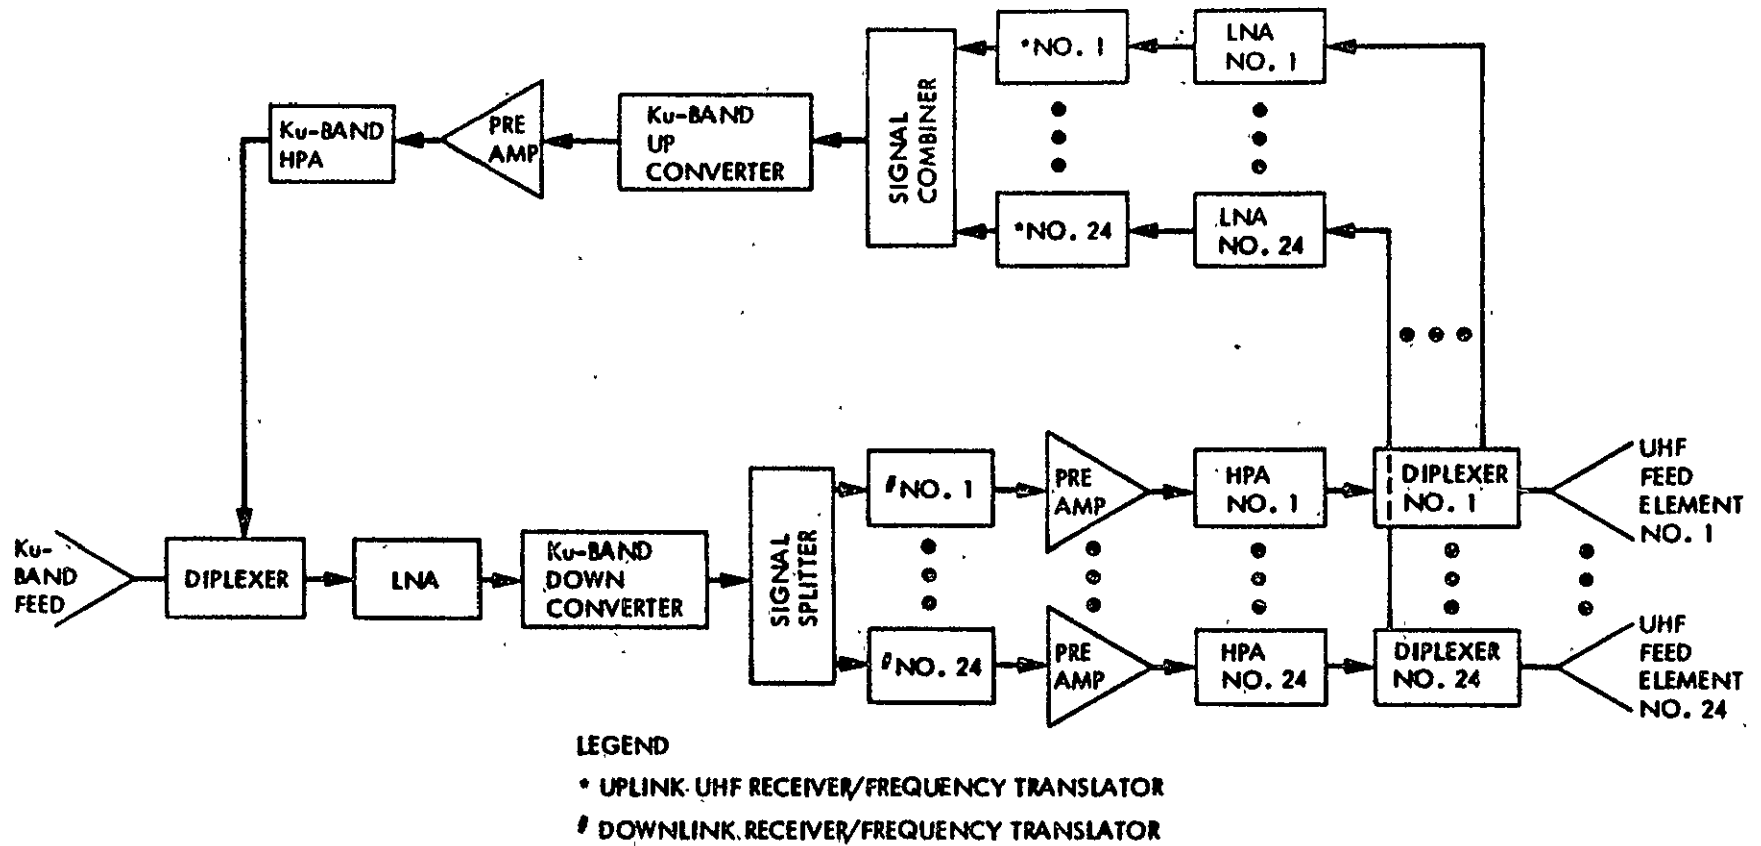 *NO. 1
LNA
NO. 1
SIGNAL
COMBINER
Ku-BAND
UP
CONVERTER
PRE
AMP
Ku-BAND
HPA
*NO. 24
LNA
NO. 24
Ku-
BAND
FEED
DIPLEXER
LNA
Ku-BAND
DOWN
CONVERTER
SIGNAL
SPLITTER
#NO. 1
PRE
AMP
HPA
NO. 1
DIPLEXER
NO. 1
UHF
FEED
ELEMENT
NO. 1
#NO. 24
PRE
AMP
HPA
NO. 24
DIPLEXER
NO. 24
UHF
FEED
ELEMENT
NO. 24
LEGEND
* UPLINK UHF RECEIVER/FREQUENCY TRANSLATOR
# DOWNLINK RECEIVER/FREQUENCY TRANSLATOR